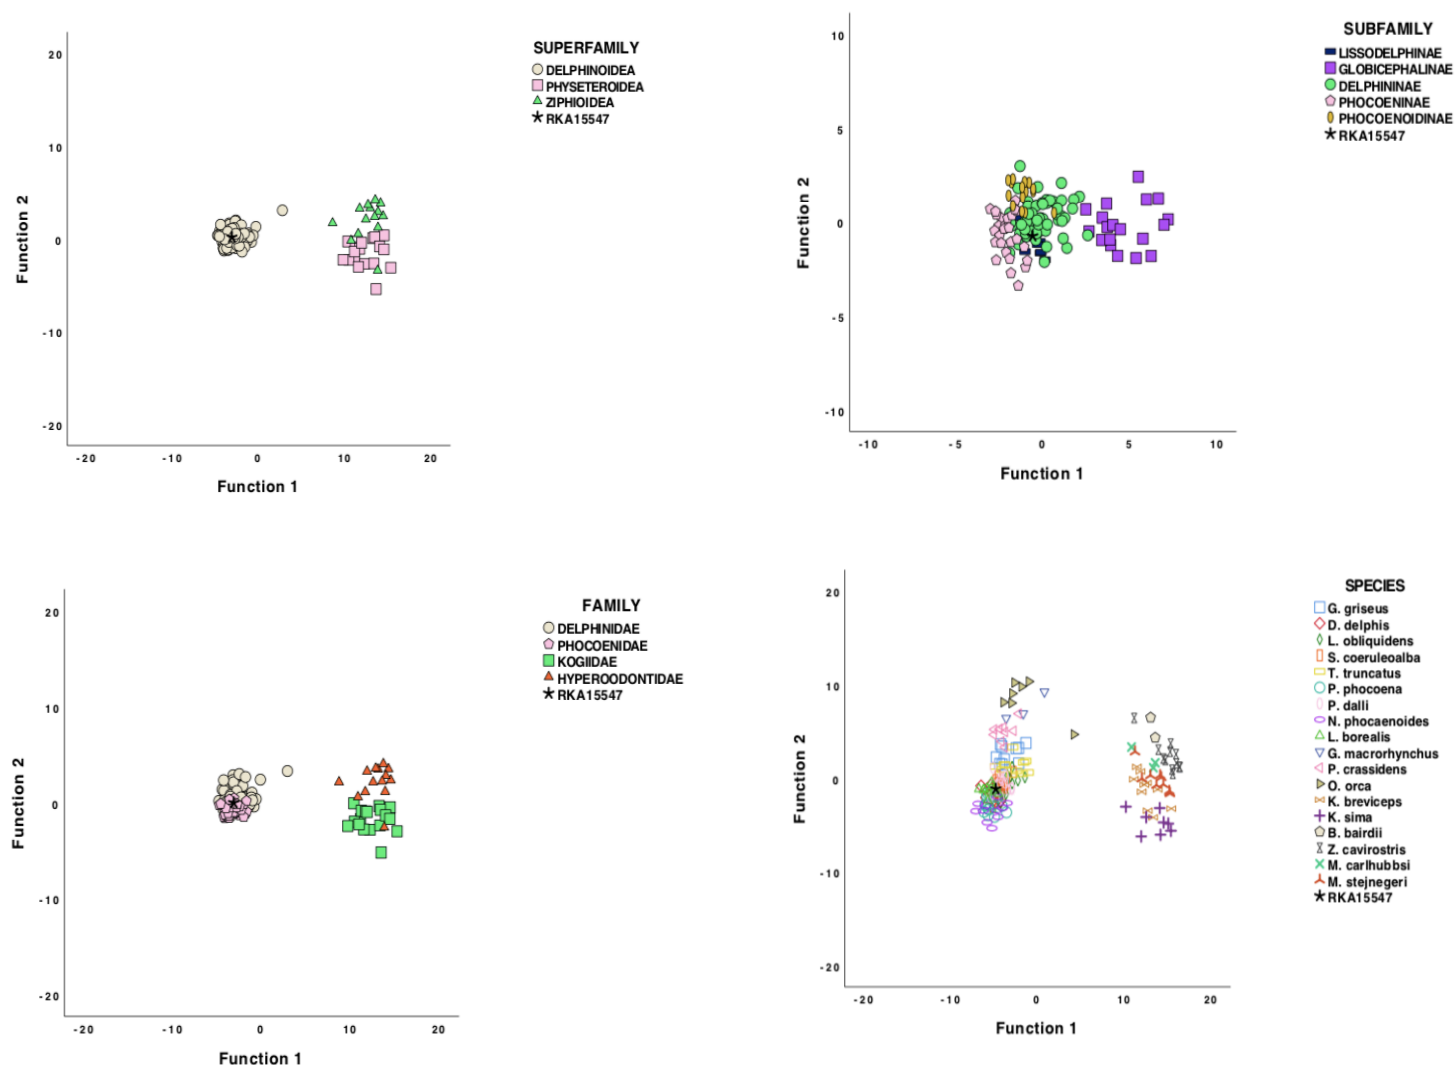 SUPERFAMILY
DELPHINOIDEA
PHYSETEROIDEA
ZIPHIOIDEA
RKA15547
20
10
0
-10
-20
Function 2
-20 -10 0 10 20
Function 1
SUBFAMILY
LISSODELPHINAE
GLOBICEPHALINAE
DELPHININAE
PHOCOENINAE
PHOCOENOIDINAE
RKA15547
10
5
0
-5
-10
Function 2
-10 -5 0 5 10
Function 1
FAMILY
DELPHINIDAE
PHOCOENIDAE
KOGIIDAE
HYPEROODONTIDAE
RKA15547
20
10
0
-10
-20
Function 2
-20 -10 0 10 20
Function 1
SPECIES
G. griseus
D. delphis
L. obliquidens
S. coeruleoalba
T. truncatus
P. phocoena
P. dalli
N. phocaenoides
L. borealis
G. macrorhynchus
P. crassidens
O. orca
K. breviceps
K. sima
B. bairdii
Z. cavirostris
M. carlhubbsi
M. stejnegeri
RKA15547
20
10
0
-10
-20
Function 2
-20 -10 0 10 20
Function 1